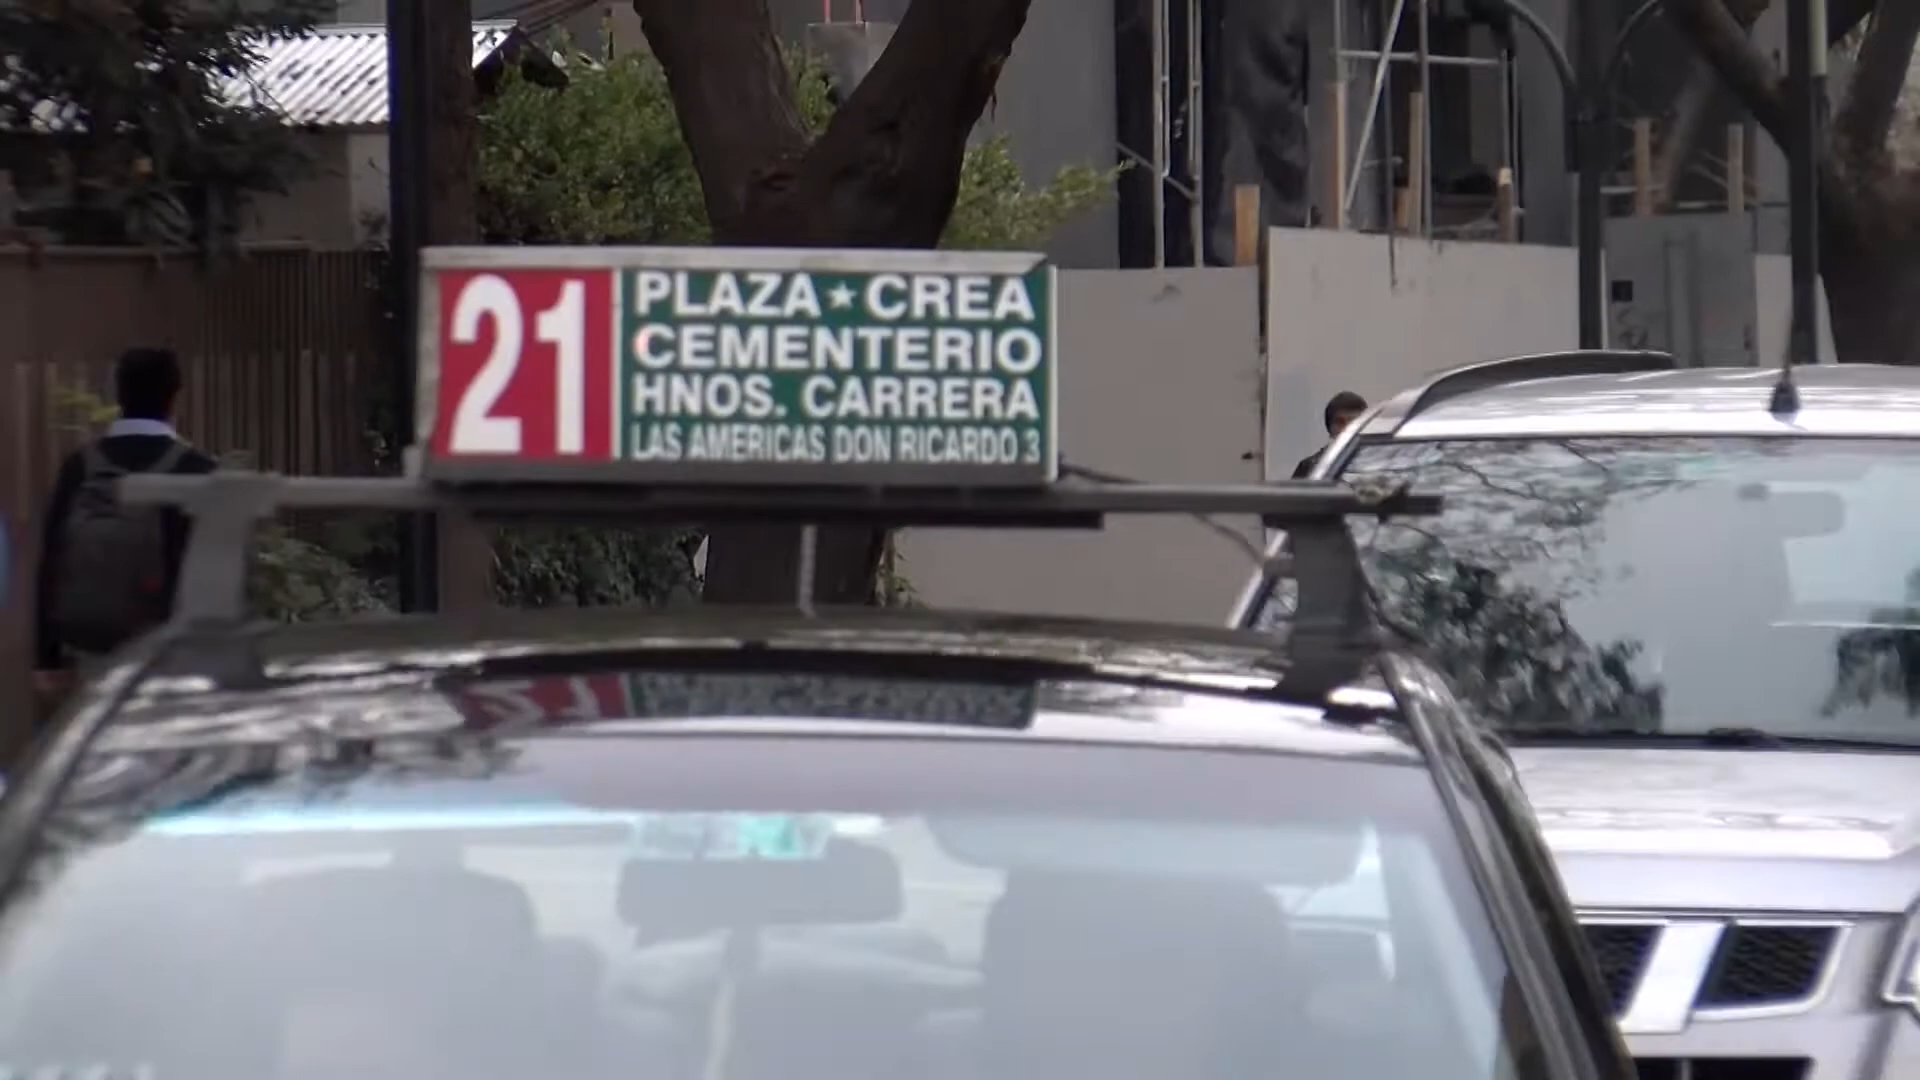 21
PLAZA★CREA
CEMENTERIO
HNOS. CARRERA
LAS AMERICAS DON RICARDO 3